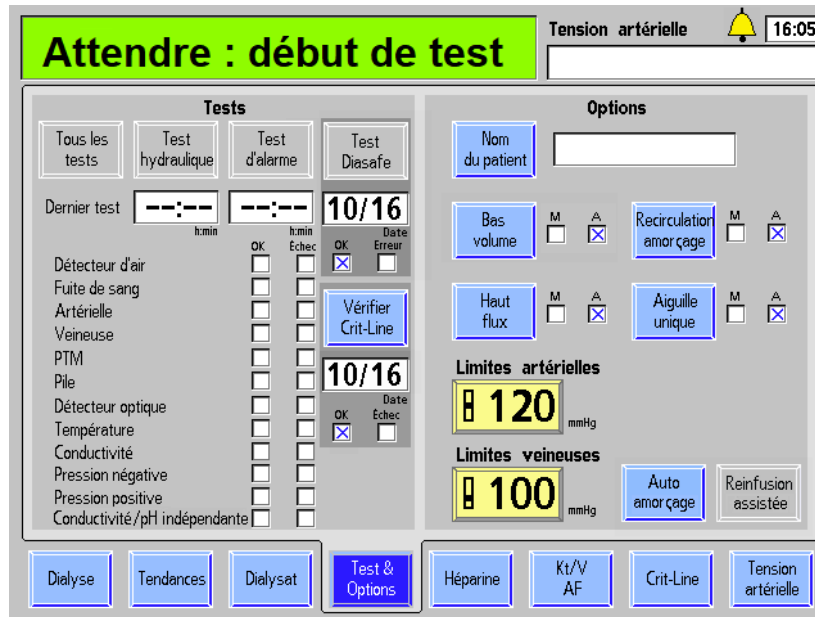 Attendre : début de test
Tension artérielle
16:05
Tests
Tous les
tests
Test
hydraulique
Test
d'alarme
Test
Diasafe
Dernier test
--:--
--:--
10/16
h:min
h:min
Date
OK
Échec
OK
Erreur
Détecteur d'air
Fuite de sang
Artérielle
Veineuse
PTM
Pile
Détecteur optique
Température
Conductivité
Pression négative
Pression positive
Conductivité/pH indépendante
Vérifier
Crit-Line
10/16
Date
OK
Échec
Options
Nom
du patient
Bas
volume
M
A
Recirculation
amorçage
M
A
Haut
flux
M
A
Aiguille
unique
M
A
Limites artérielles
120
mmHg
Limites veineuses
100
mmHg
Auto
amorçage
Reinfusion
assistée
Dialyse
Tendances
Dialysat
Test &
Options
Héparine
Kt/V
AF
Crit-Line
Tension
artérielle